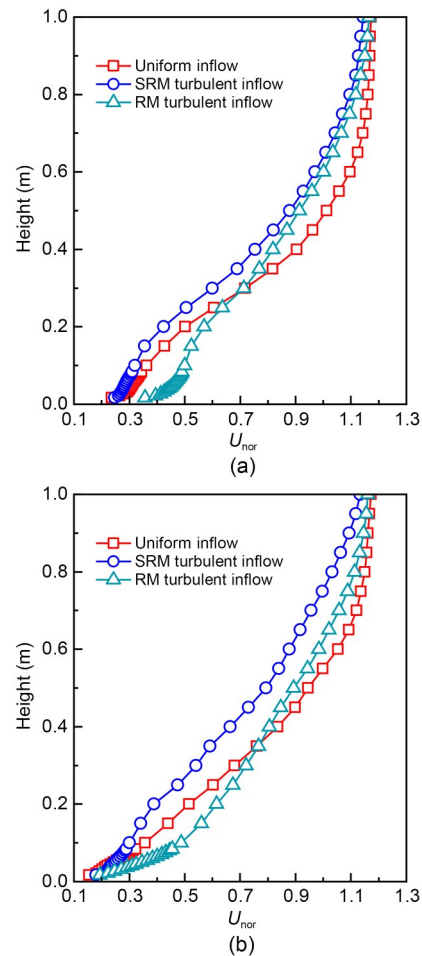 1.0
0.8
0.6
0.4
0.2
0.0
Height (m)
Uniform inflow
SRM turbulent inflow
RM turbulent inflow
0.1 0.3 0.5 0.7 0.9 1.1 1.3
Unor
(a)
1.0
0.8
0.6
0.4
0.2
0.0
Height (m)
Uniform inflow
SRM turbulent inflow
RM turbulent inflow
0.1 0.3 0.5 0.7 0.9 1.1 1.3
Unor
(b)